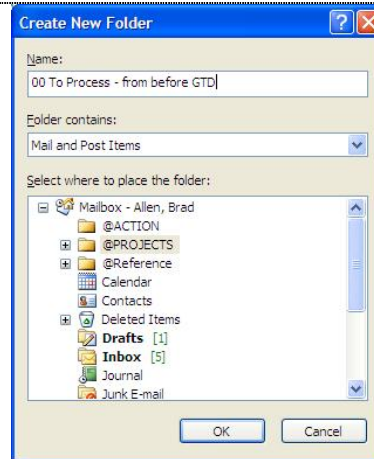 Create New Folder
Name:
00 To Process - from before GTD
Folder contains:
Mail and Post Items
Select where to place the folder:
Mailbox - Allen, Brad
@ACTION
@PROJECTS
@Reference
Calendar
Contacts
Deleted Items
Drafts [1]
Inbox [5]
Journal
Junk E-mail
OK Cancel